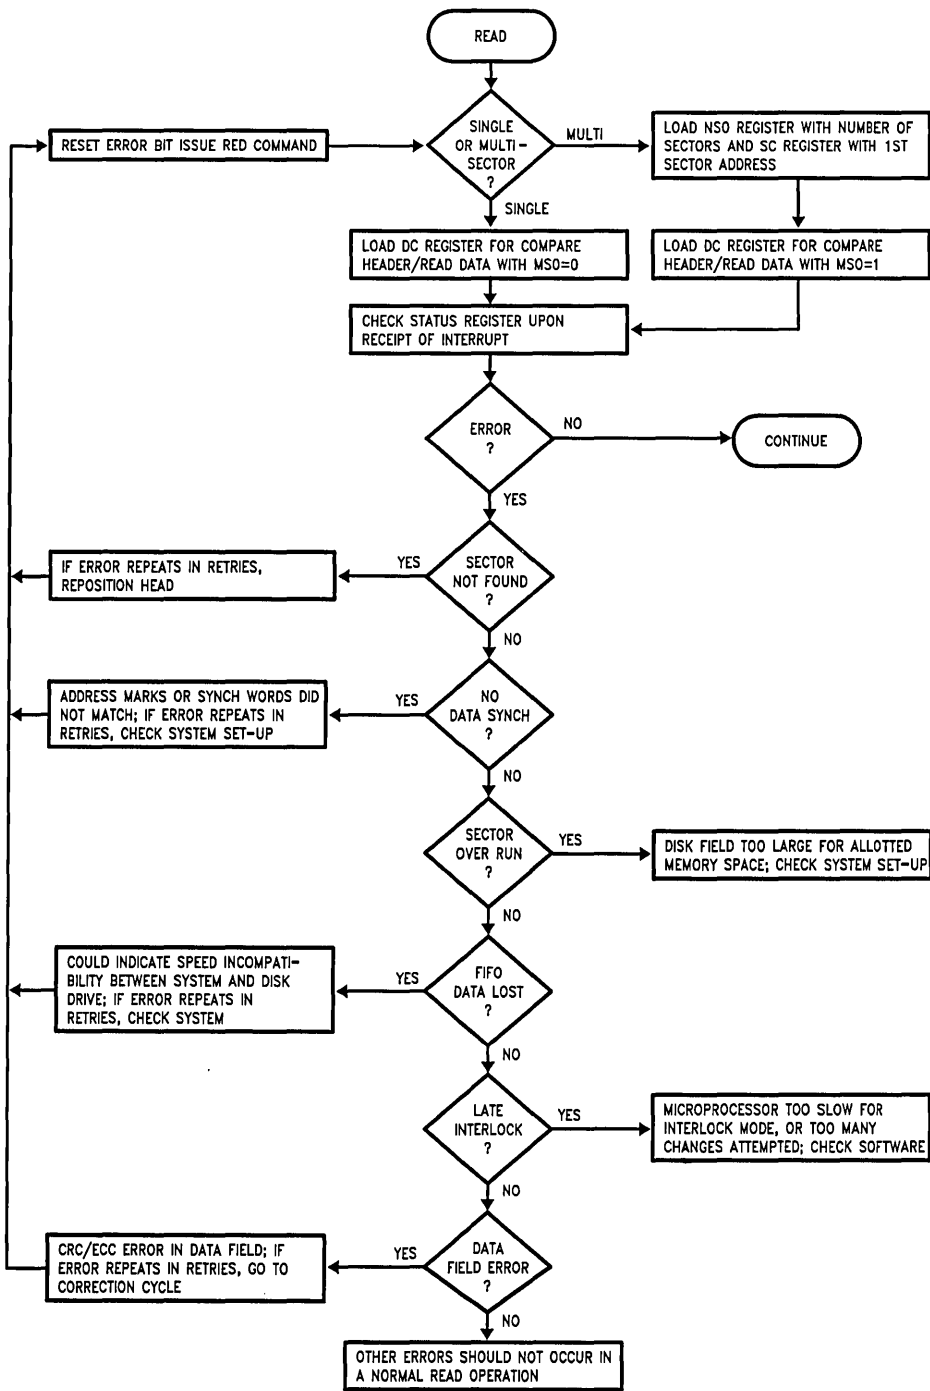 READ
SINGLE
OR MULTI-
SECTOR
?
MULTI
LOAD NSO REGISTER WITH NUMBER OF
SECTORS AND SC REGISTER WITH 1ST
SECTOR ADDRESS
RESET ERROR BIT ISSUE RED COMMAND
SINGLE
LOAD DC REGISTER FOR COMPARE
HEADER/READ DATA WITH MSO=0
LOAD DC REGISTER FOR COMPARE
HEADER/READ DATA WITH MSO=1
CHECK STATUS REGISTER UPON
RECEIPT OF INTERRUPT
ERROR
?
NO
CONTINUE
YES
SECTOR
NOT FOUND
?
YES
IF ERROR REPEATS IN RETRIES,
REPOSITION HEAD
NO
NO
DATA SYNCH
?
YES
ADDRESS MARKS OR SYNCH WORDS DID
NOT MATCH; IF ERROR REPEATS IN
RETRIES, CHECK SYSTEM SET-UP
NO
SECTOR
OVER RUN
?
YES
DISK FIELD TOO LARGE FOR ALLOTTED
MEMORY SPACE; CHECK SYSTEM SET-UP
NO
FIFO
DATA LOST
?
YES
COULD INDICATE SPEED INCOMPATI-
BILITY BETWEEN SYSTEM AND DISK
DRIVE; IF ERROR REPEATS IN
RETRIES, CHECK SYSTEM
NO
LATE
INTERLOCK
?
YES
MICROPROCESSOR TOO SLOW FOR
INTERLOCK MODE, OR TOO MANY
CHANGES ATTEMPTED; CHECK SOFTWARE
NO
DATA
FIELD ERROR
?
YES
CRC/ECC ERROR IN DATA FIELD; IF
ERROR REPEATS IN RETRIES, GO TO
CORRECTION CYCLE
NO
OTHER ERRORS SHOULD NOT OCCUR IN
A NORMAL READ OPERATION